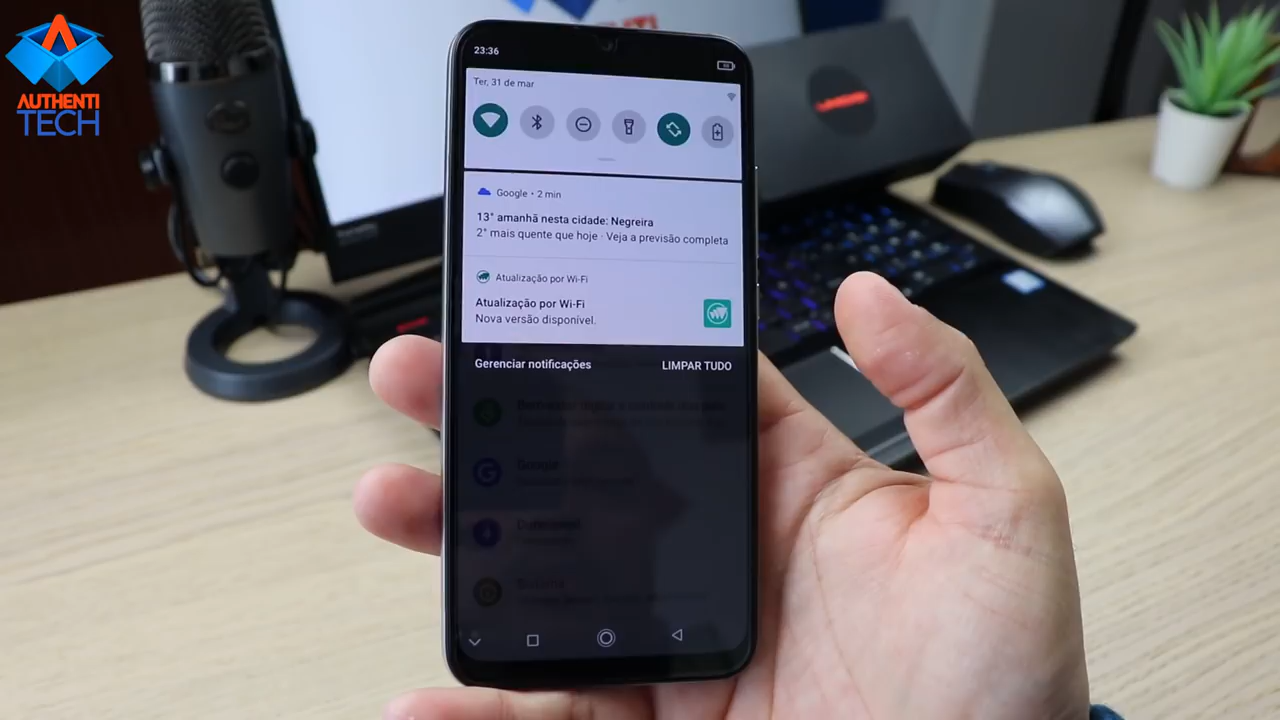 AUTHENTI
TECH
23:36
Ter, 31 de mar
Google • 2 min
13° amanhã nesta cidade: Negreira
2° mais quente que hoje · Veja a previsão completa
Atualização por Wi-Fi
Atualização por Wi-Fi
Nova versão disponível.
Gerenciar notificações
LIMPAR TUDO
Google